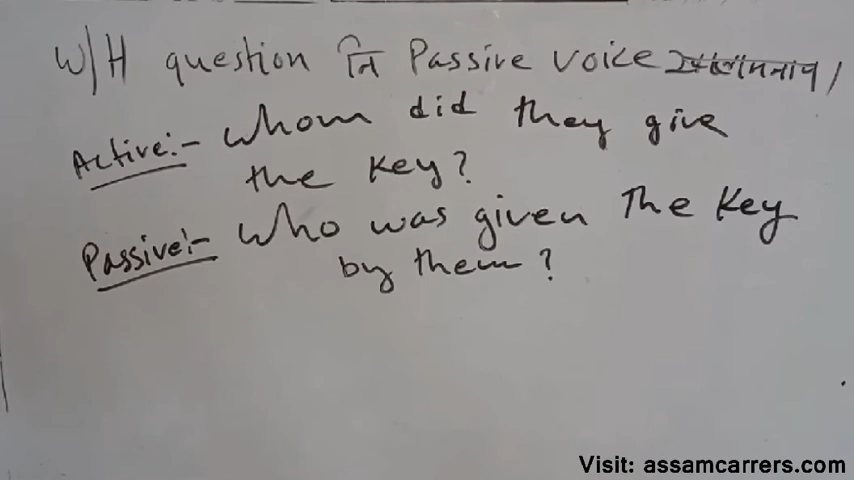 W/H question नि Passive voice
Active:- Whom did they give
the key?
Passive:- Who was given The Key
by them?
Visit: assamcarrers.com